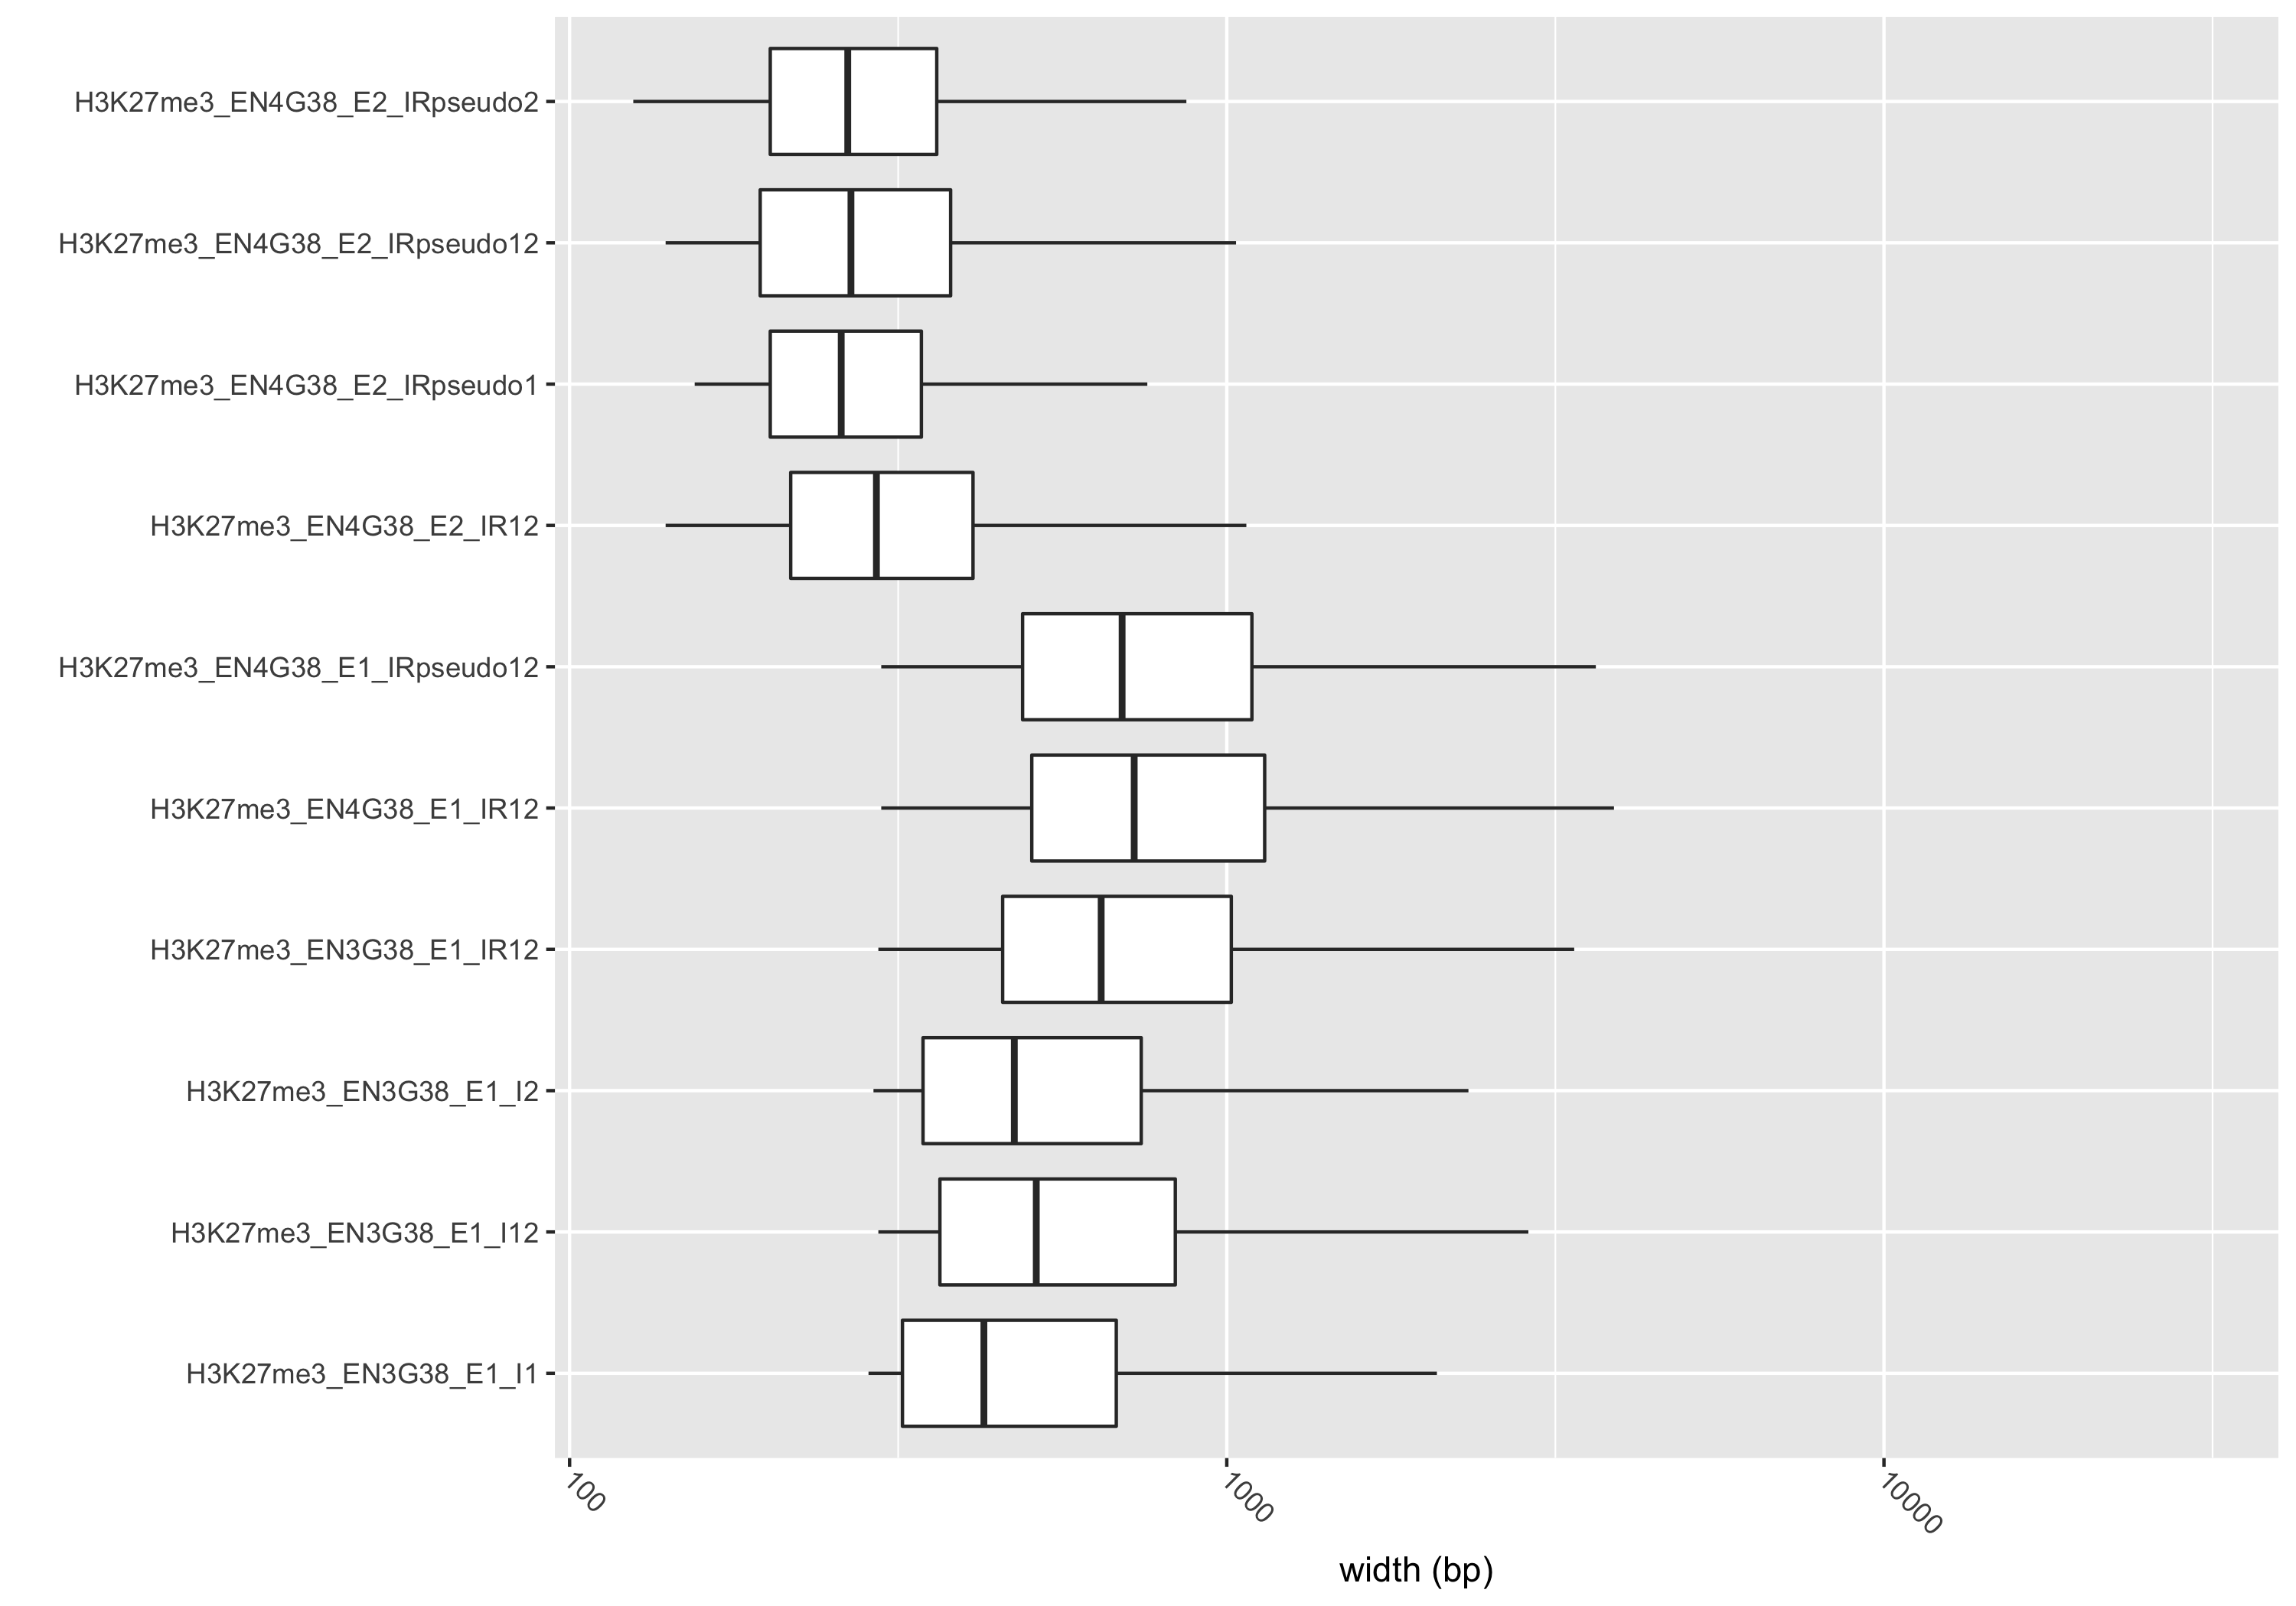 H3K27me3_EN4G38_E2_IRpseudo2
H3K27me3_EN4G38_E2_IRpseudo12
H3K27me3_EN4G38_E2_IRpseudo1
H3K27me3_EN4G38_E2_IR12
H3K27me3_EN4G38_E1_IRpseudo12
H3K27me3_EN4G38_E1_IR12
H3K27me3_EN3G38_E1_IR12
H3K27me3_EN3G38_E1_I2
H3K27me3_EN3G38_E1_I12
H3K27me3_EN3G38_E1_I1
100
1000
10000
width (bp)